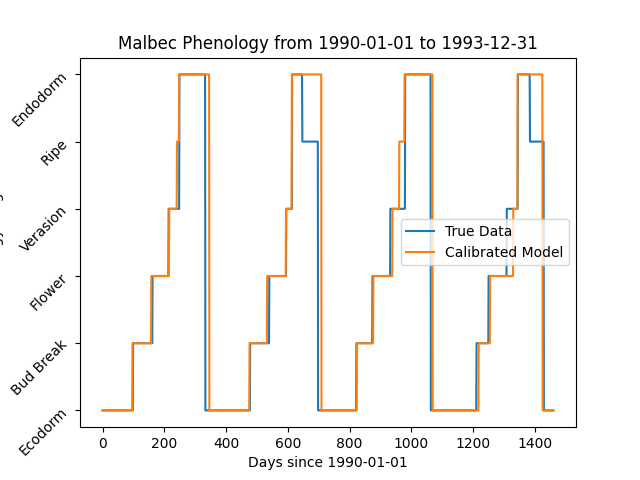 Malbec Phenology from 1990-01-01 to 1993-12-31
Endodorm
Ripe
Verasion
Flower
Bud Break
Ecodorm
True Data
Calibrated Model
0 200 400 600 800 1000 1200 1400
Days since 1990-01-01